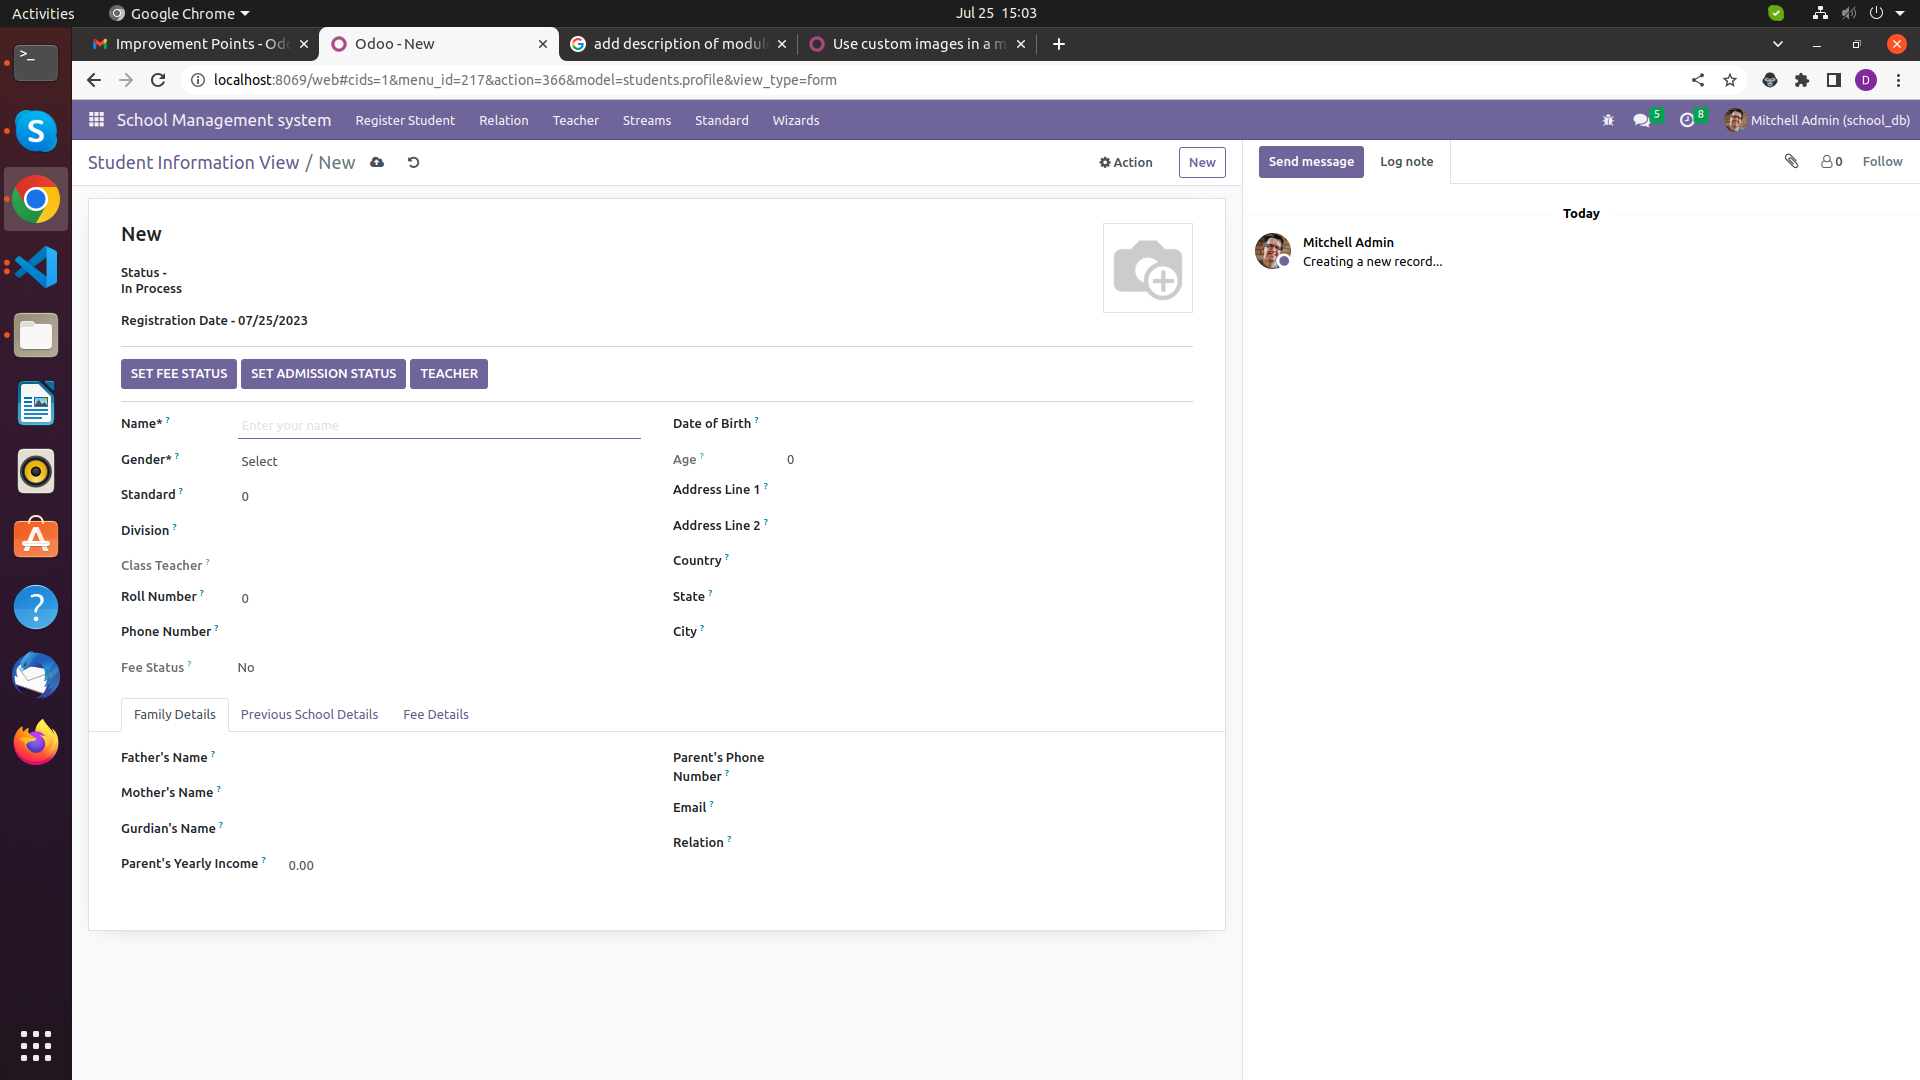 Activities
Google Chrome
Jul 25 15:03
Improvement Points - Od
Odoo - New
add description of modul
Use custom images in a m
localhost:8069/web#cids=1&menu_id=217&action=366&model=students.profile&view_type=form
D
School Management system
Register Student
Relation
Teacher
Streams
Standard
Wizards
5
8
Mitchell Admin (school_db)
Student Information View / New
Action
New
Send message
Log note
0
Follow
New
Status -
In Process
Registration Date - 07/25/2023
Today
Mitchell Admin
Creating a new record...
SET FEE STATUS
SET ADMISSION STATUS
TEACHER
Name* ?
Enter your name
Date of Birth ?
Gender* ?
Select
Age ?
0
Standard ?
0
Address Line 1 ?
Division ?
Address Line 2 ?
Class Teacher ?
Country ?
Roll Number ?
0
State ?
Phone Number ?
City ?
Fee Status ?
No
Family Details
Previous School Details
Fee Details
Father's Name ?
Parent's Phone
Number ?
Mother's Name ?
Email ?
Gurdian's Name ?
Relation ?
Parent's Yearly Income ?
0.00